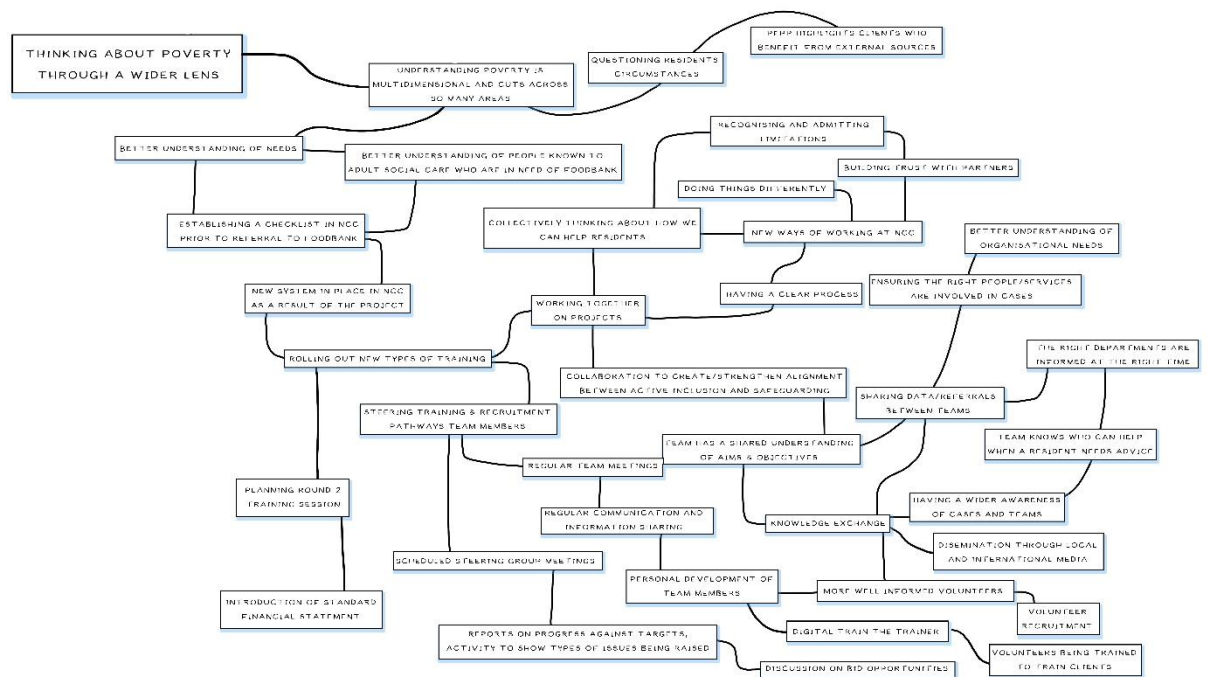 THINKING ABOUT POVERTY
THROUGH A WIDER LENS
UNDERSTANDING POVERTY IS
MULTIDIMENSIONAL AND CUTS ACROSS
SO MANY AREAS
QUESTIONING RESIDENTS
CIRCUMSTANCES
HIGHLIGHTS CLIENTS WHO
BENEFIT FROM EXTERNAL SOURCES
BETTER UNDERSTANDING OF NEEDS
BETTER UNDERSTANDING OF PEOPLE KNOWN TO
ADULT SOCIAL CARE WHO ARE IN NEED OF FOODBANK
ESTABLISHING A CHECKLIST IN NCC
PRIOR TO REFERRAL TO FOODBANK
NEW SYSTEM IN PLACE IN NCC
AS A RESULT OF THE PROJECT
RECOGNISING AND ADMITTING
LIMITATIONS
BUILDING TRUST WITH PARTNERS
DOING THINGS DIFFERENTLY
COLLECTIVELY THINKING ABOUT HOW WE
CAN HELP RESIDENTS
NEW WAYS OF WORKING AT NCC
HAVING A CLEAR PROCESS
WORKING TOGETHER
ON PROJECTS
BETTER UNDERSTANDING OF
ORGANISATIONAL NEEDS
ENSURING THE RIGHT PEOPLE/SERVICES
ARE INVOLVED IN CASES
ROLLING OUT NEW TYPES OF TRAINING
COLLABORATION TO CREATE/STRENGTHEN ALIGNMENT
BETWEEN ACTIVE INCLUSION AND SAFEGUARDING
THE RIGHT DEPARTMENTS ARE
INFORMED AT THE RIGHT TIME
SHARING DATA/REFERRALS
BETWEEN TEAMS
STEERING TRAINING & RECRUITMENT
PATHWAYS TEAM MEMBERS
TEAM HAS A SHARED UNDERSTANDING
OF AIMS & OBJECTIVES
TEAM KNOWS WHO CAN HELP
WHEN A RESIDENT NEEDS ADVICE
REGULAR TEAM MEETINGS
PLANNING ROUND 2
TRAINING SESSION
REGULAR COMMUNICATION AND
INFORMATION SHARING
KNOWLEDGE EXCHANGE
HAVING A WIDER AWARENESS
OF CASES AND TEAMS
DISEMINATION THROUGH LOCAL
AND INTERNATIONAL MEDIA
SCHEDULED STEERING GROUP MEETINGS
PERSONAL DEVELOPMENT OF
TEAM MEMBERS
MORE WELL INFORMED VOLUNTEERS
VOLUNTEER
RECRUITMENT
INTRODUCTION OF STANDARD
FINANCIAL STATEMENT
DIGITAL TRAIN THE TRAINER
REPORTS ON PROGRESS AGAINST TARGETS,
ACTIVITY TO SHOW TYPES OF ISSUES BEING RAISED
VOLUNTEERS BEING TRAINED
TO TRAIN CLIENTS
DISCUSSION ON BID OPPORTUNITIES